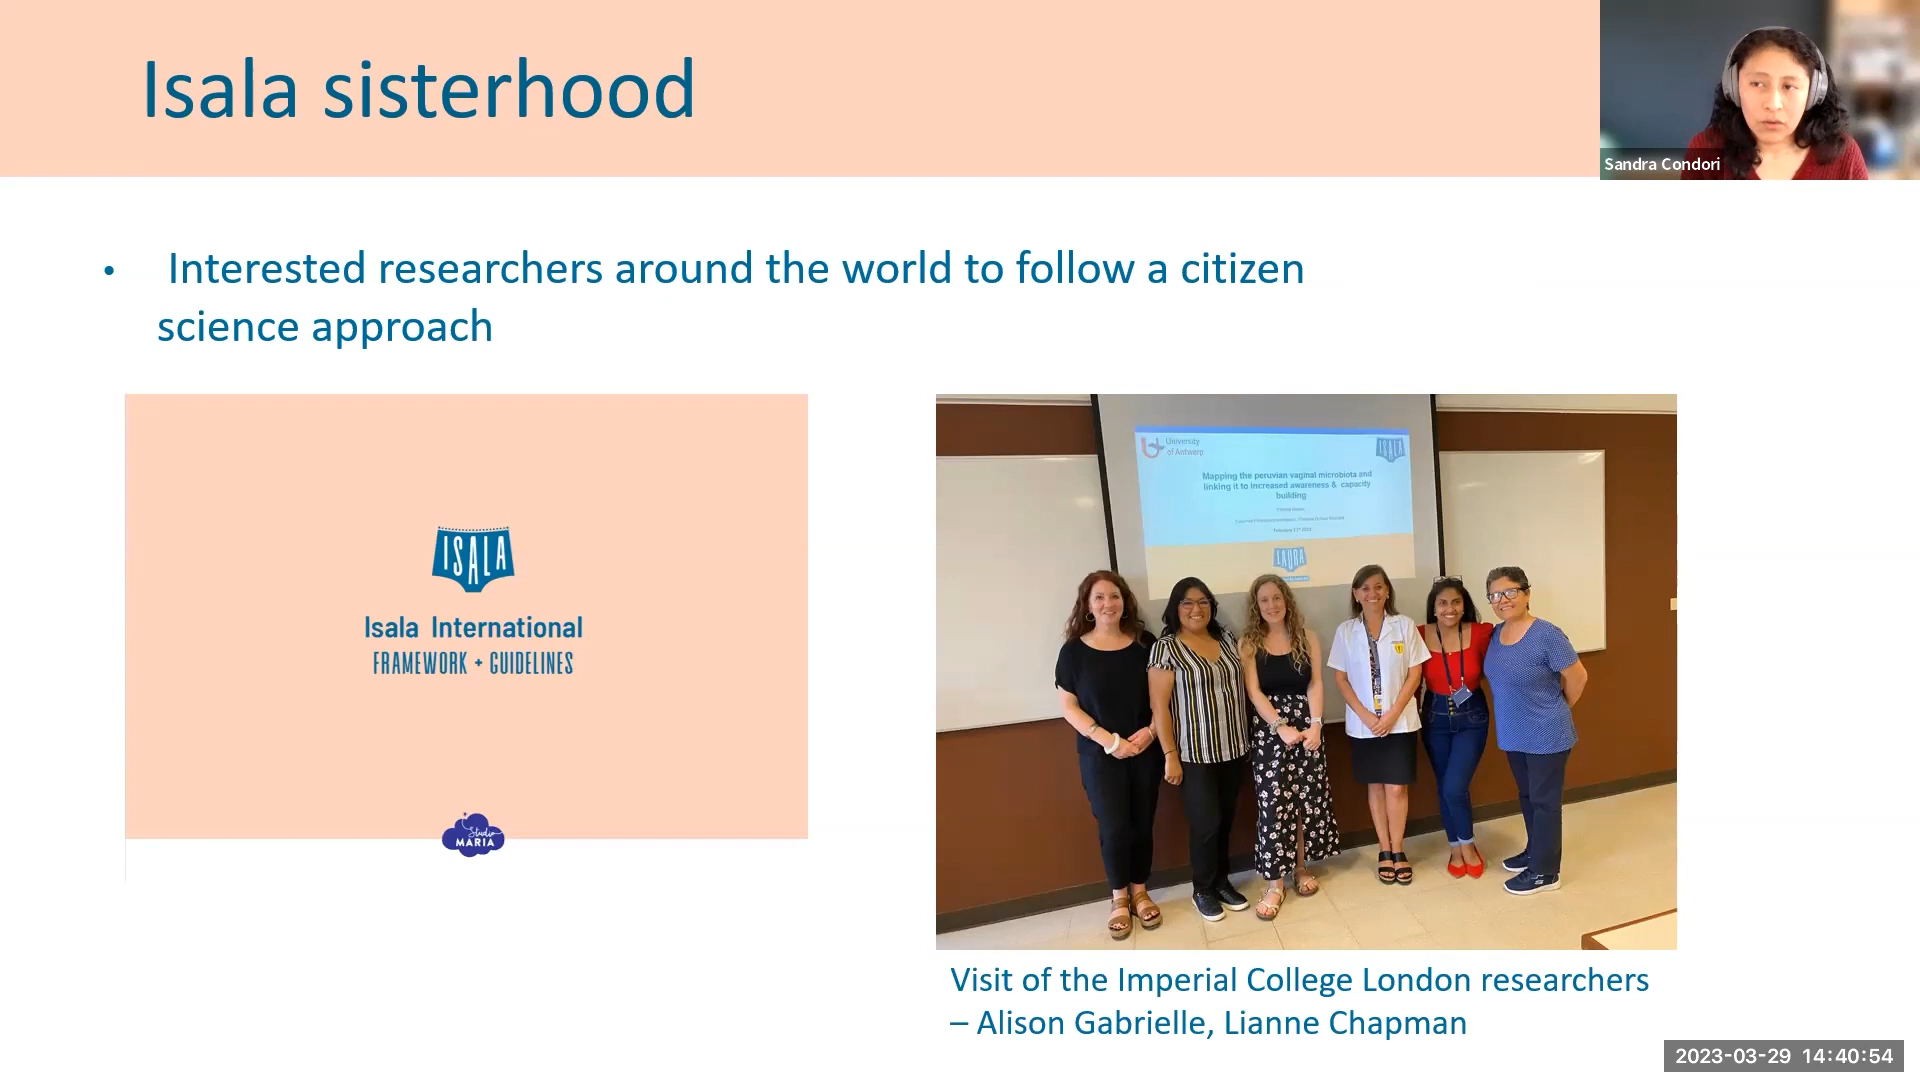 Isala sisterhood
Sandra Condori
• Interested researchers around the world to follow a citizen
science approach
ISALA
Isala International
FRAMEWORK + GUIDELINES
Studio
MARIA
University
of Antwerp
ISALA
Mapping the peruvian vaginal microbiota and
linking it to increased awareness & capacity
building
LAURA
Visit of the Imperial College London researchers
– Alison Gabrielle, Lianne Chapman
2023-03-29 14:40:54